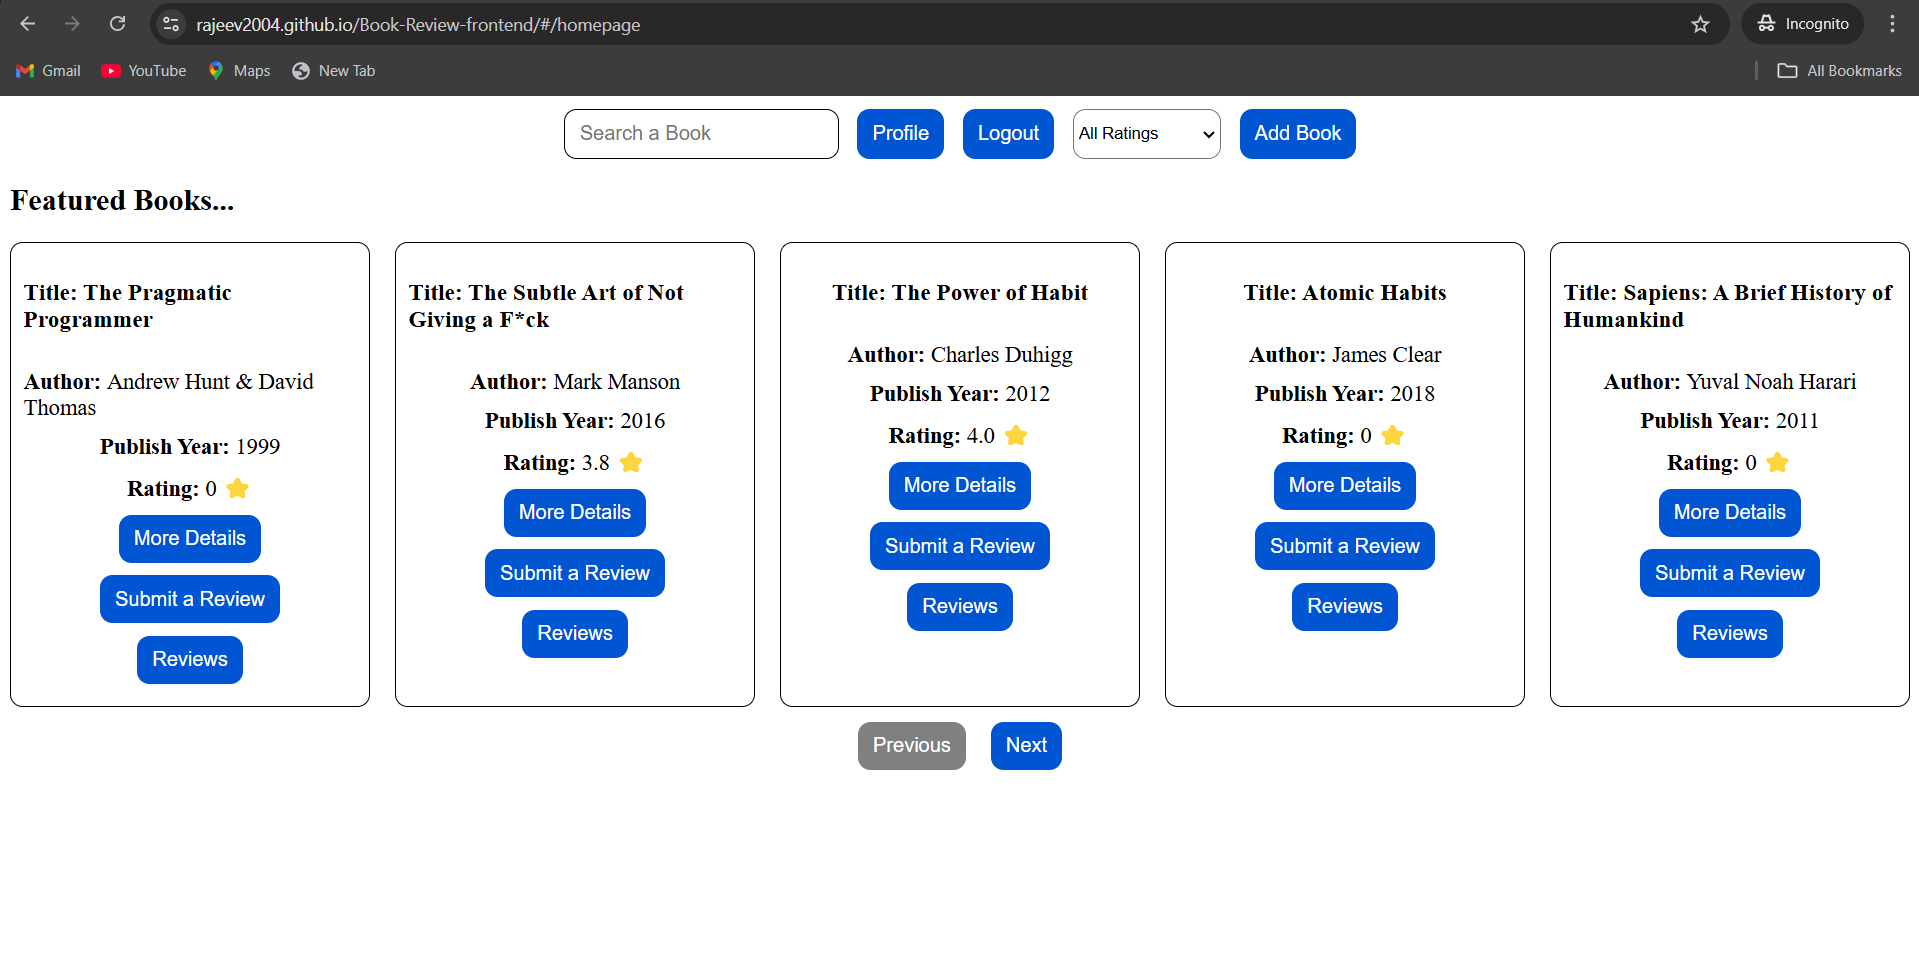 rajeev2004.github.io/Book-Review-frontend/#/homepage
Incognito
Gmail
YouTube
Maps
New Tab
All Bookmarks
Search a Book
Profile
Logout
All Ratings
Add Book
Featured Books...
Title: The Pragmatic
Programmer
Author: Andrew Hunt & David
Thomas
Publish Year: 1999
Rating: 0
More Details
Submit a Review
Reviews
Title: The Subtle Art of Not
Giving a F*ck
Author: Mark Manson
Publish Year: 2016
Rating: 3.8
More Details
Submit a Review
Reviews
Title: The Power of Habit
Author: Charles Duhigg
Publish Year: 2012
Rating: 4.0
More Details
Submit a Review
Reviews
Title: Atomic Habits
Author: James Clear
Publish Year: 2018
Rating: 0
More Details
Submit a Review
Reviews
Title: Sapiens: A Brief History of
Humankind
Author: Yuval Noah Harari
Publish Year: 2011
Rating: 0
More Details
Submit a Review
Reviews
Previous
Next